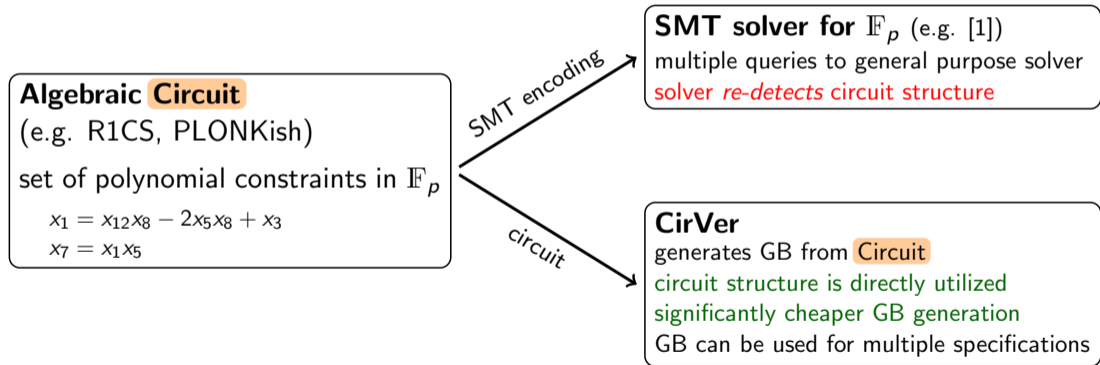 Algebraic Circuit
(e.g. R1CS, PLONKish)
set of polynomial constraints in 𝔽ₚ
x₁ = x₁₂x₈ − 2x₅x₈ + x₃
x₇ = x₁x₅
SMT encoding
circuit
SMT solver for 𝔽ₚ (e.g. [1])
multiple queries to general purpose solver
solver re-detects circuit structure
CirVer
generates GB from Circuit
circuit structure is directly utilized
significantly cheaper GB generation
GB can be used for multiple specifications